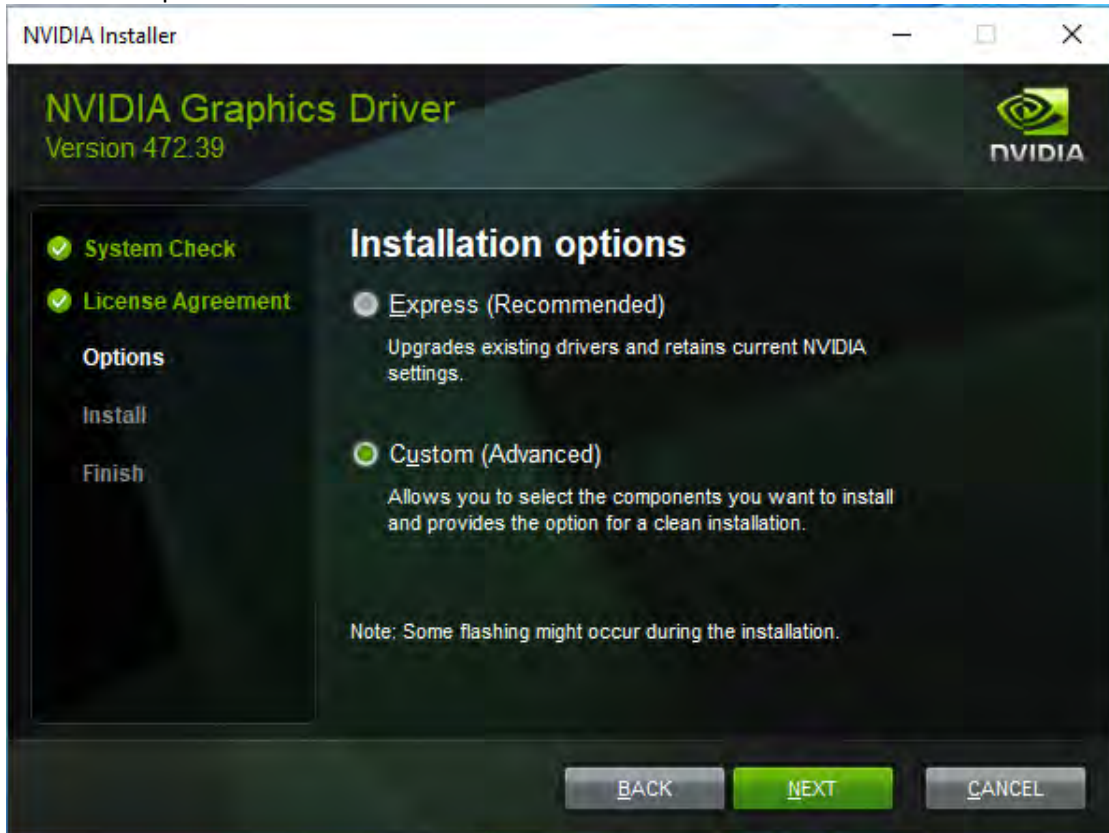 NVIDIA Installer
NVIDIA Graphics Driver
Version 472.39
NVIDIA
System Check
License Agreement
Options
Install
Finish
Installation options
Express (Recommended)
Upgrades existing drivers and retains current NVIDIA
settings.
Custom (Advanced)
Allows you to select the components you want to install
and provides the option for a clean installation.
Note: Some flashing might occur during the installation.
BACK
NEXT
CANCEL